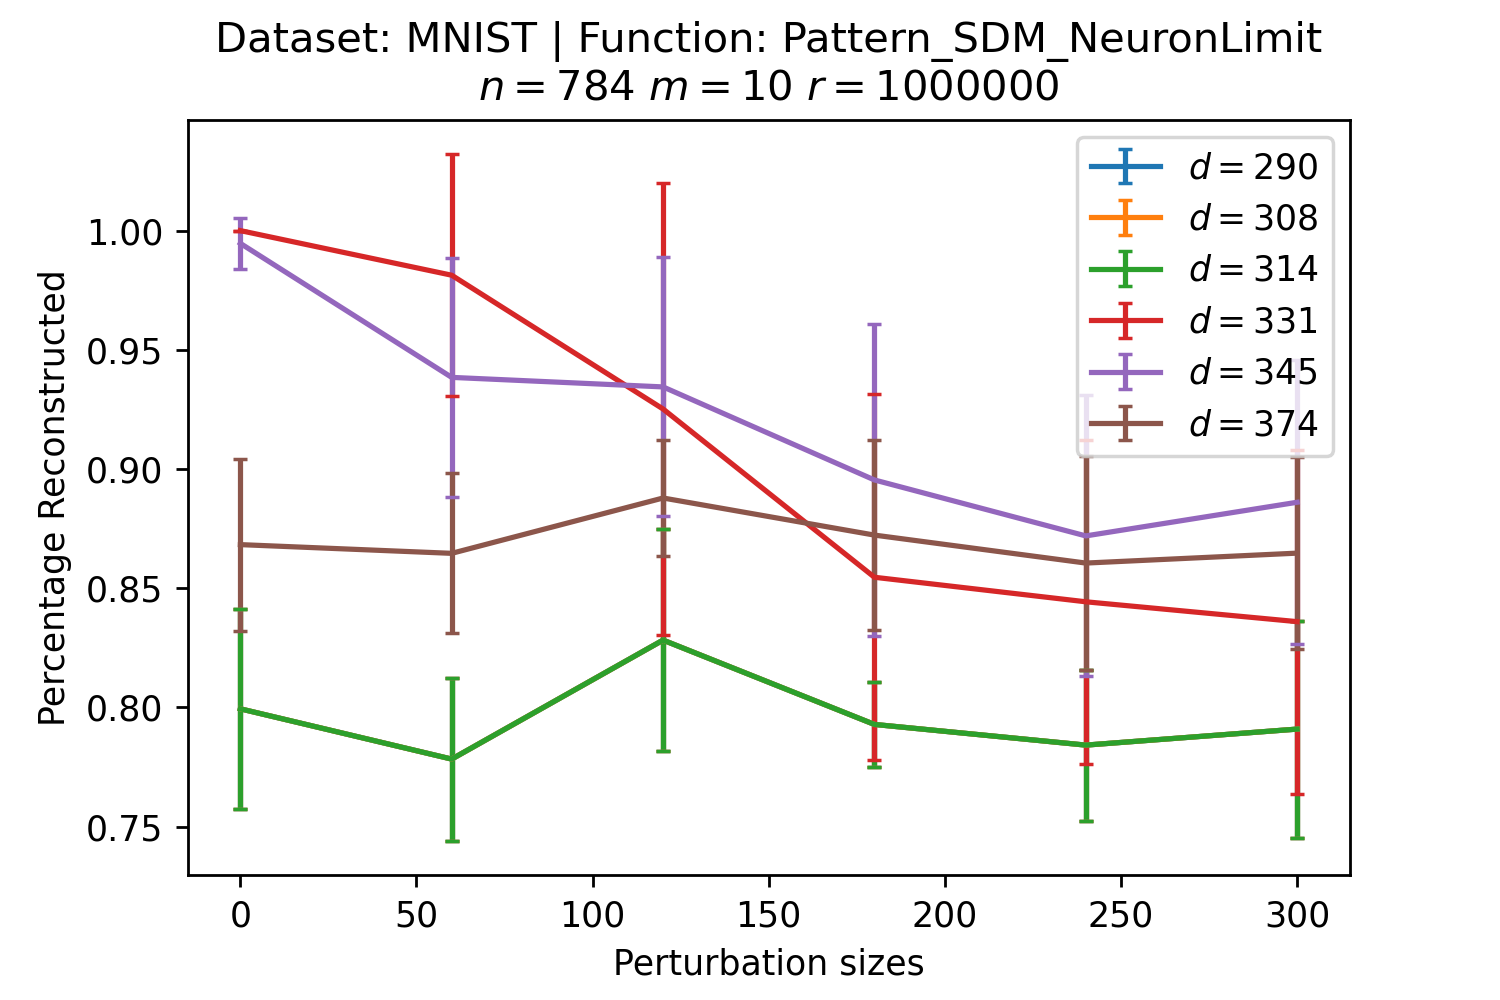 Dataset: MNIST | Function: Pattern_SDM_NeuronLimit
n = 784 m = 10 r = 1000000
d = 290
d = 308
d = 314
d = 331
d = 345
d = 374
1.00
0.95
0.90
0.85
0.80
0.75
Percentage Reconstructed
0 50 100 150 200 250 300
Perturbation sizes